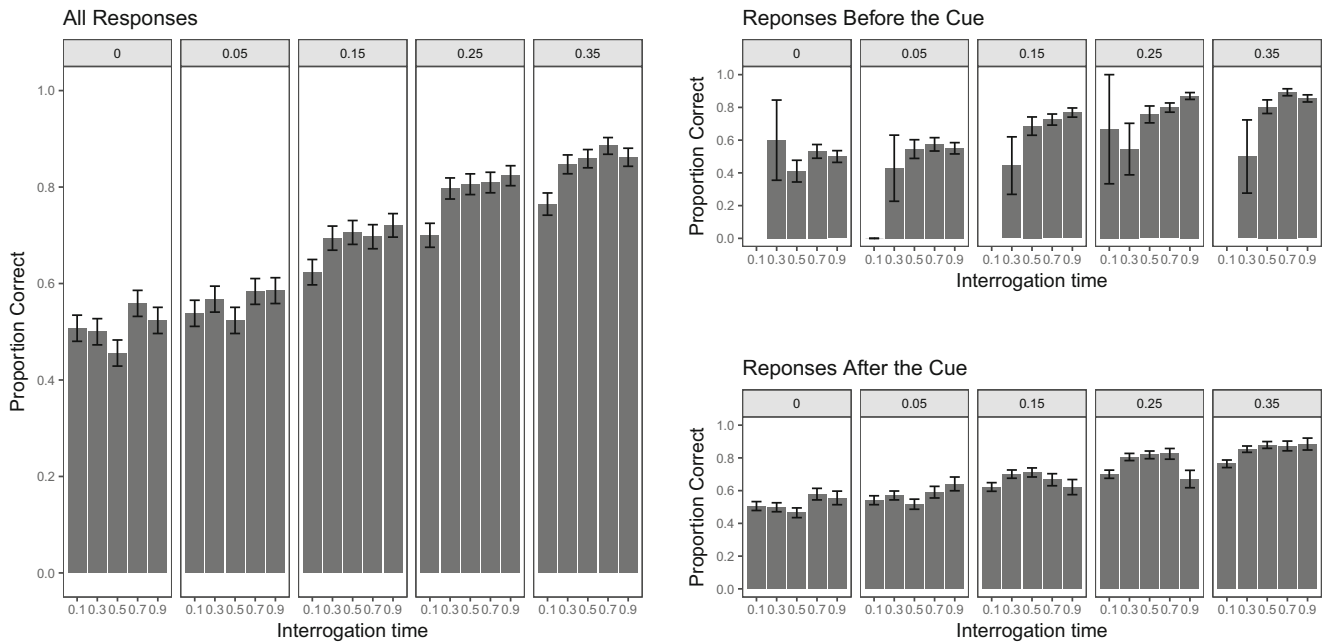 All Responses
0 0.05 0.15 0.25 0.35
1.0
0.8
0.6
0.4
0.2
0.0
Proportion Correct
0.1 0.3 0.5 0.7 0.9 0.1 0.3 0.5 0.7 0.9 0.1 0.3 0.5 0.7 0.9 0.1 0.3 0.5 0.7 0.9 0.1 0.3 0.5 0.7 0.9
Interrogation time
Reponses Before the Cue
0 0.05 0.15 0.25 0.35
1.0
0.8
0.6
0.4
0.2
0.0
Proportion Correct
0.1 0.3 0.5 0.7 0.9 0.1 0.3 0.5 0.7 0.9 0.1 0.3 0.5 0.7 0.9 0.1 0.3 0.5 0.7 0.9 0.1 0.3 0.5 0.7 0.9
Interrogation time
Reponses After the Cue
0 0.05 0.15 0.25 0.35
1.0
0.8
0.6
0.4
0.2
0.0
Proportion Correct
0.1 0.3 0.5 0.7 0.9 0.1 0.3 0.5 0.7 0.9 0.1 0.3 0.5 0.7 0.9 0.1 0.3 0.5 0.7 0.9 0.1 0.3 0.5 0.7 0.9
Interrogation time